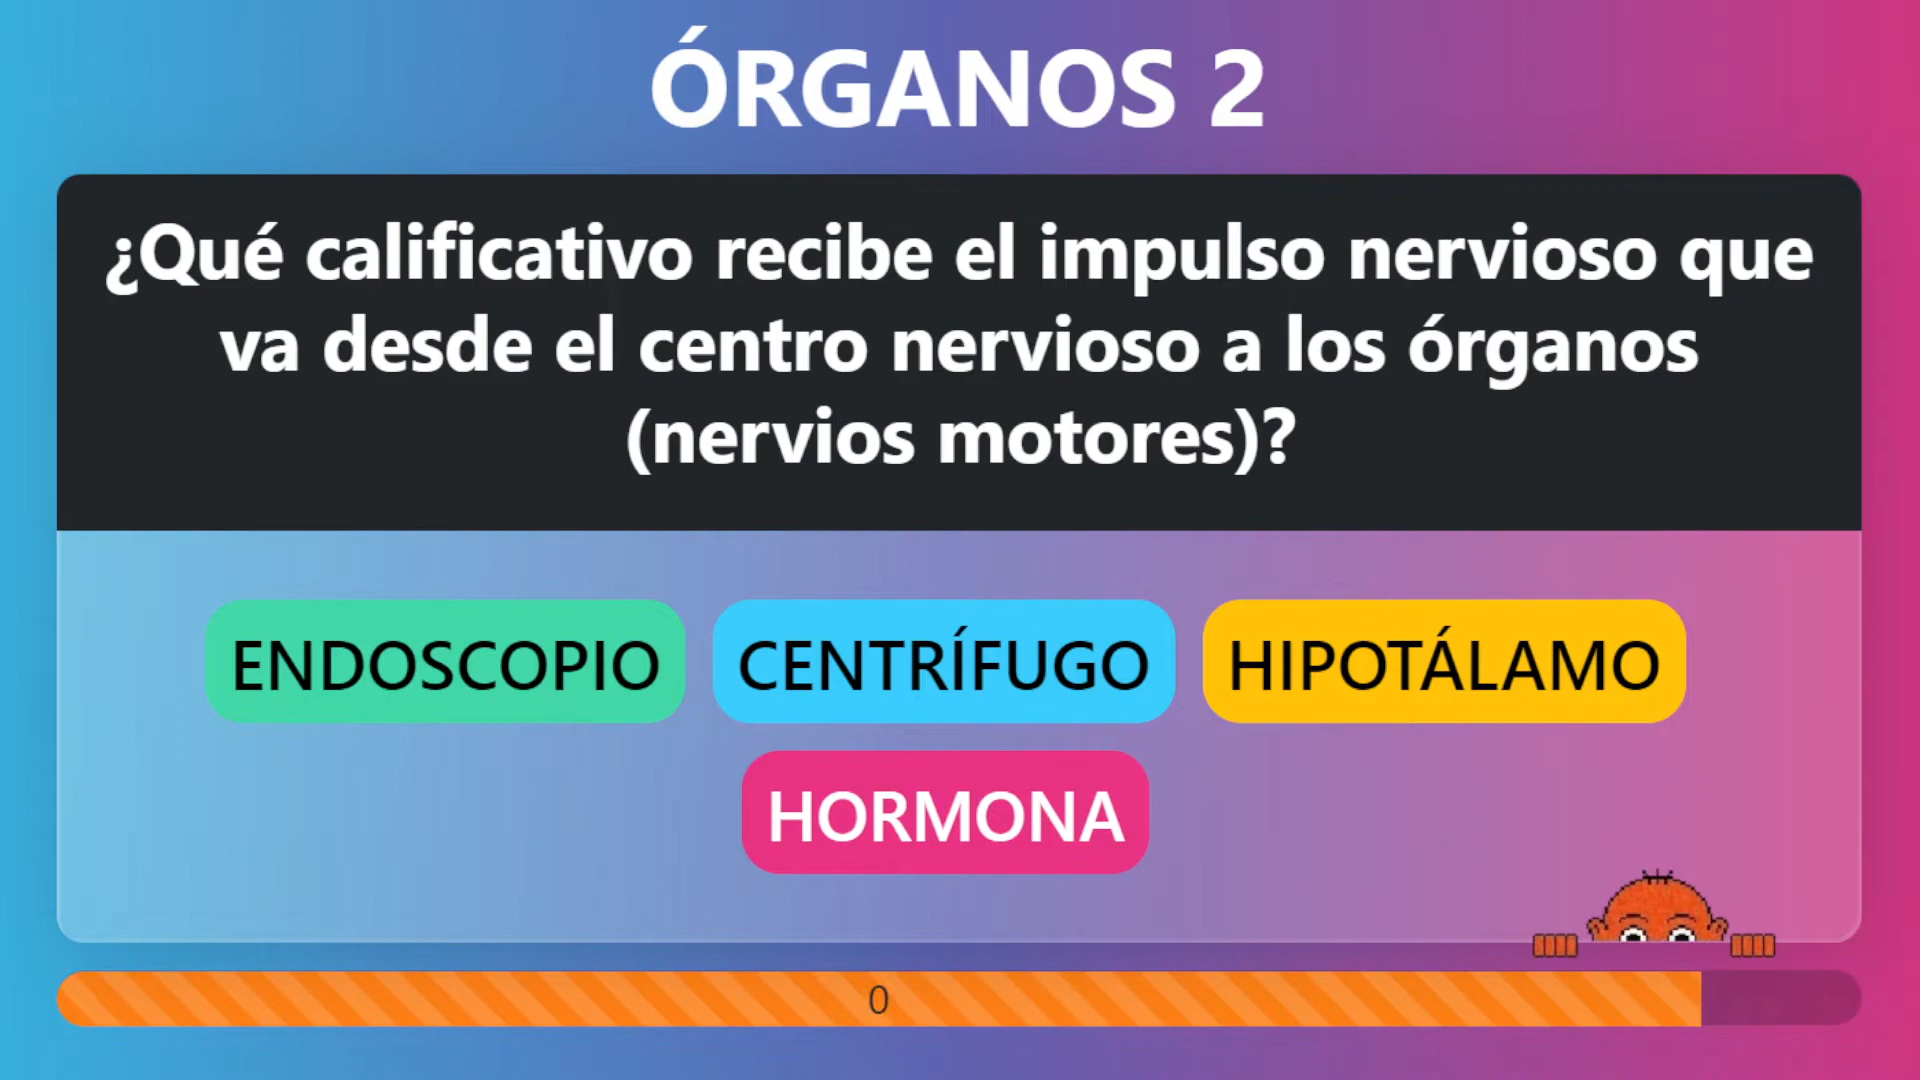 ÓRGANOS 2
¿Qué calificativo recibe el impulso nervioso que
va desde el centro nervioso a los órganos
(nervios motores)?
ENDOSCOPIO CENTRÍFUGO HIPOTÁLAMO
HORMONA
0